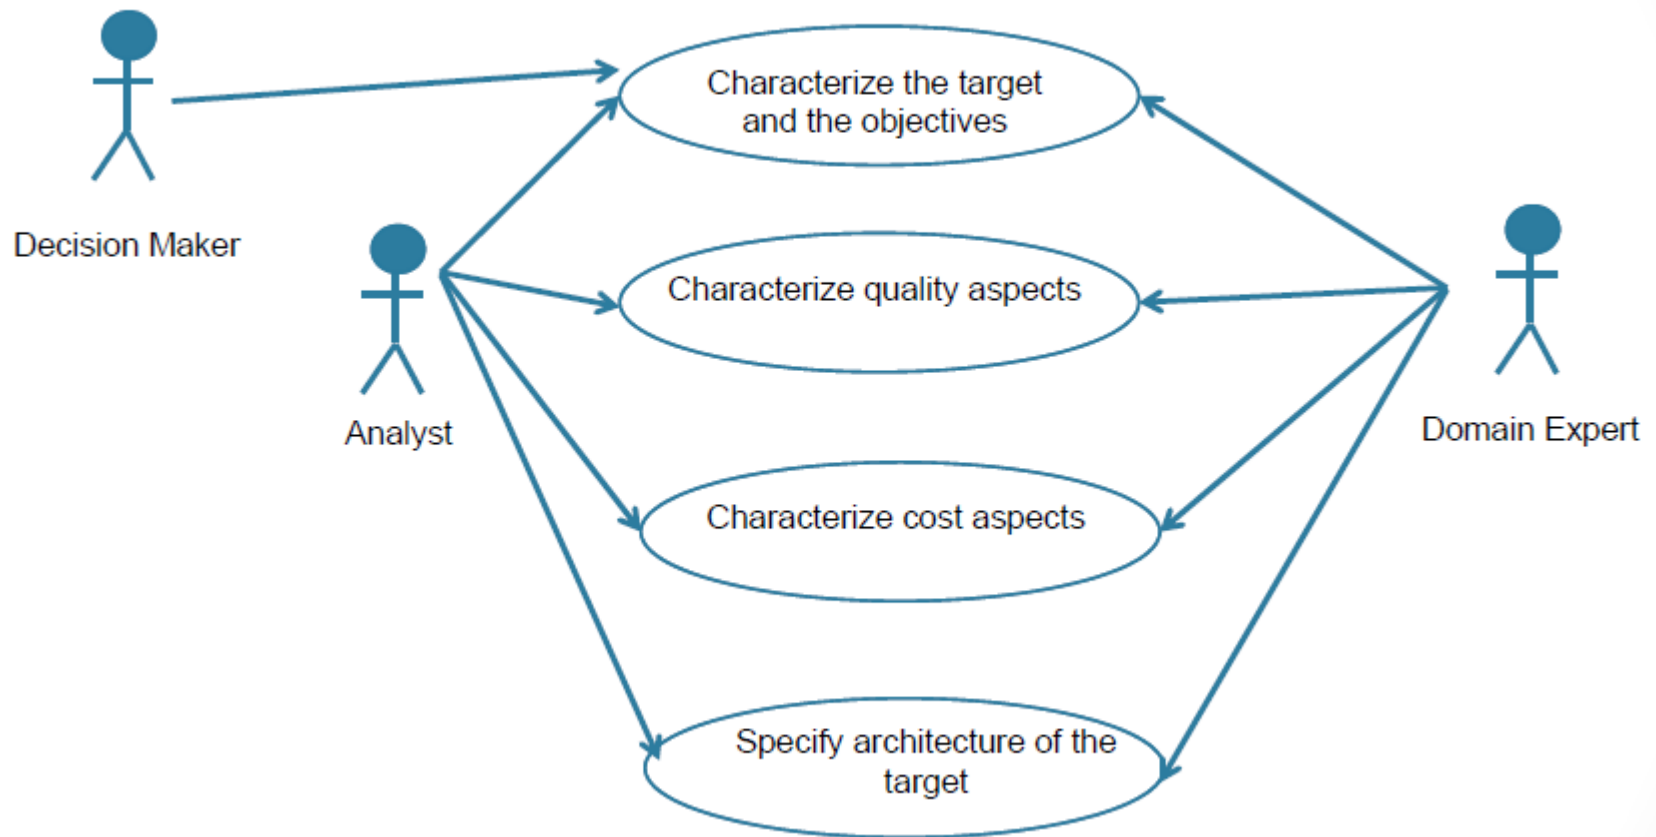 Characterize the target
and the objectives
Decision Maker
Characterize quality aspects
Analyst
Domain Expert
Characterize cost aspects
Specify architecture of the
target